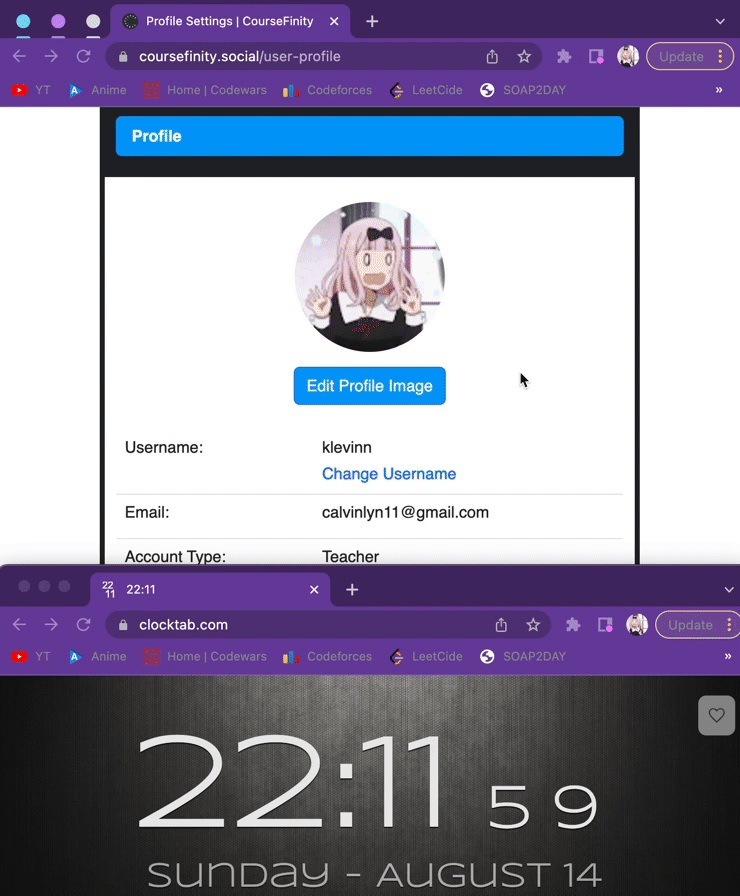 Profile Settings | CourseFinity
coursefinity.social/user-profile
Update
YT Anime Home | Codewars Codeforces LeetCide SOAP2DAY »
Profile
Edit Profile Image
Username: klevinn
Change Username
Email: calvinlyn11@gmail.com
Account Type: Teacher
22
11
22:11
clocktab.com
Update
YT Anime Home | Codewars Codeforces LeetCide SOAP2DAY »
22:11 59
SUNDAY - AUGUST 14